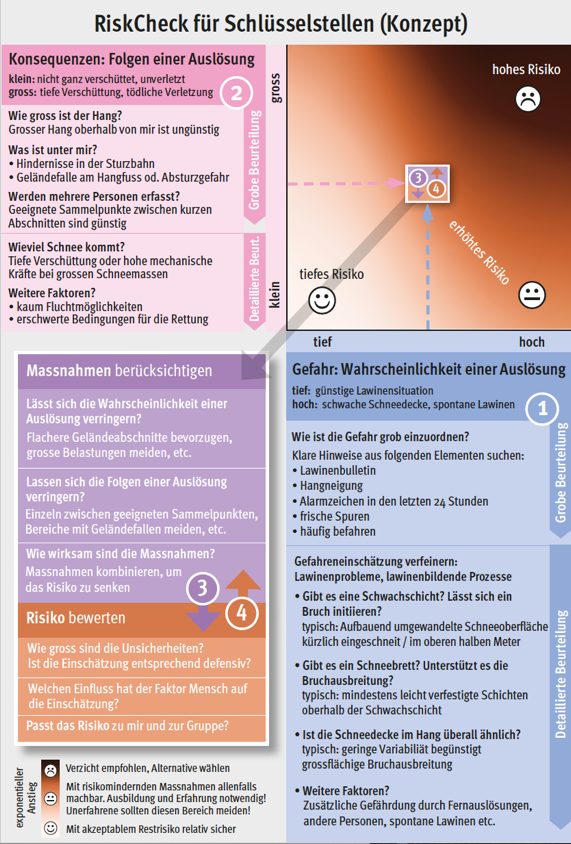 RiskCheck für Schlüsselstellen (Konzept)
Konsequenzen: Folgen einer Auslösung
klein: nicht ganz verschüttet, unverletzt
gross: tiefe Verschüttung, tödliche Verletzung
2
Wie gross ist der Hang?
Grosser Hang oberhalb von mir ist ungünstig
Was ist unter mir?
• Hindernisse in der Sturzbahn
• Geländefalle am Hangfuss od. Absturzgefahr
Werden mehrere Personen erfasst?
Geeignete Sammelpunkte zwischen kurzen
Abschnitten sind günstig
Grobe Beurteilung
Wieviel Schnee kommt?
Tiefe Verschüttung oder hohe mechanische
Kräfte bei grossen Schneemassen
Weitere Faktoren?
• kaum Fluchtmöglichkeiten
• erschwerte Bedingungen für die Rettung
Detaillierte Beurt.
gross
klein
hohes Risiko
3
4
erhöhtes Risiko
tiefes Risiko
tief
hoch
Massnahmen berücksichtigen
Lässt sich die Wahrscheinlichkeit einer
Auslösung verringern?
Flachere Geländeabschnitte bevorzugen,
grosse Belastungen meiden, etc.
Lassen sich die Folgen einer Auslösung
verringern?
Einzeln zwischen geeigneten Sammelpunkten,
Bereiche mit Geländefallen meiden, etc.
Wie wirksam sind die Massnahmen?
Massnahmen kombinieren, um
das Risiko zu senken
3
4
Risiko bewerten
Wie gross sind die Unsicherheiten?
Ist die Einschätzung entsprechend defensiv?
Welchen Einfluss hat der Faktor Mensch auf
die Einschätzung?
Passt das Risiko zu mir und zur Gruppe?
exponentieller
Anstieg
Verzicht empfohlen, Alternative wählen
Mit risikomindernden Massnahmen allenfalls
machbar. Ausbildung und Erfahrung notwendig!
Unerfahrene sollten diesen Bereich meiden!
Mit akzeptablem Restrisiko relativ sicher
Gefahr: Wahrscheinlichkeit einer Auslösung
tief: günstige Lawinensituation
hoch: schwache Schneedecke, spontane Lawinen
1
Wie ist die Gefahr grob einzuordnen?
Klare Hinweise aus folgenden Elementen suchen:
• Lawinenbulletin
• Hangneigung
• Alarmzeichen in den letzten 24 Stunden
• frische Spuren
• häufig befahren
Grobe Beurteilung
Gefahreneinschätzung verfeinern:
Lawinenprobleme, lawinenbildende Prozesse
• Gibt es eine Schwachschicht? Lässt sich ein
Bruch initiieren?
typisch: Aufbauend umgewandelte Schneeoberfläche
kürzlich eingeschneit / im oberen halben Meter
• Gibt es ein Schneebrett? Unterstützt es die
Bruchausbreitung?
typisch: mindestens leicht verfestigte Schichten
oberhalb der Schwachschicht
• Ist die Schneedecke im Hang überall ähnlich?
typisch: geringe Variabiliät begünstigt
grossflächige Bruchausbreitung
• Weitere Faktoren?
Zusätzliche Gefährdung durch Fernauslösungen,
andere Personen, spontane Lawinen etc.
Detaillierte Beurteilung